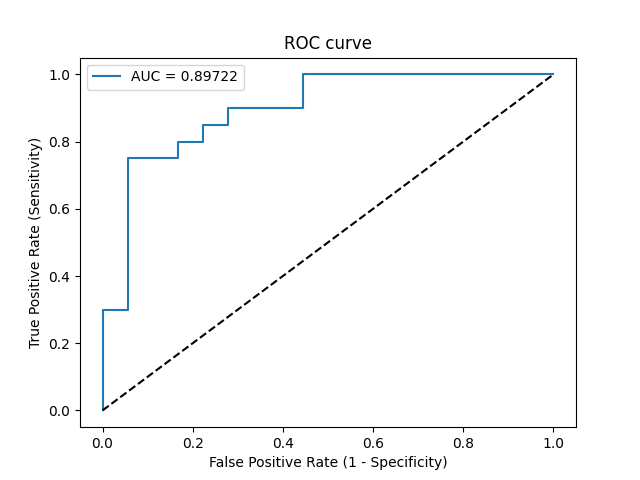 ROC curve
AUC = 0.89722
1.0
0.8
0.6
0.4
0.2
0.0
True Positive Rate (Sensitivity)
0.0 0.2 0.4 0.6 0.8 1.0
False Positive Rate (1 - Specificity)